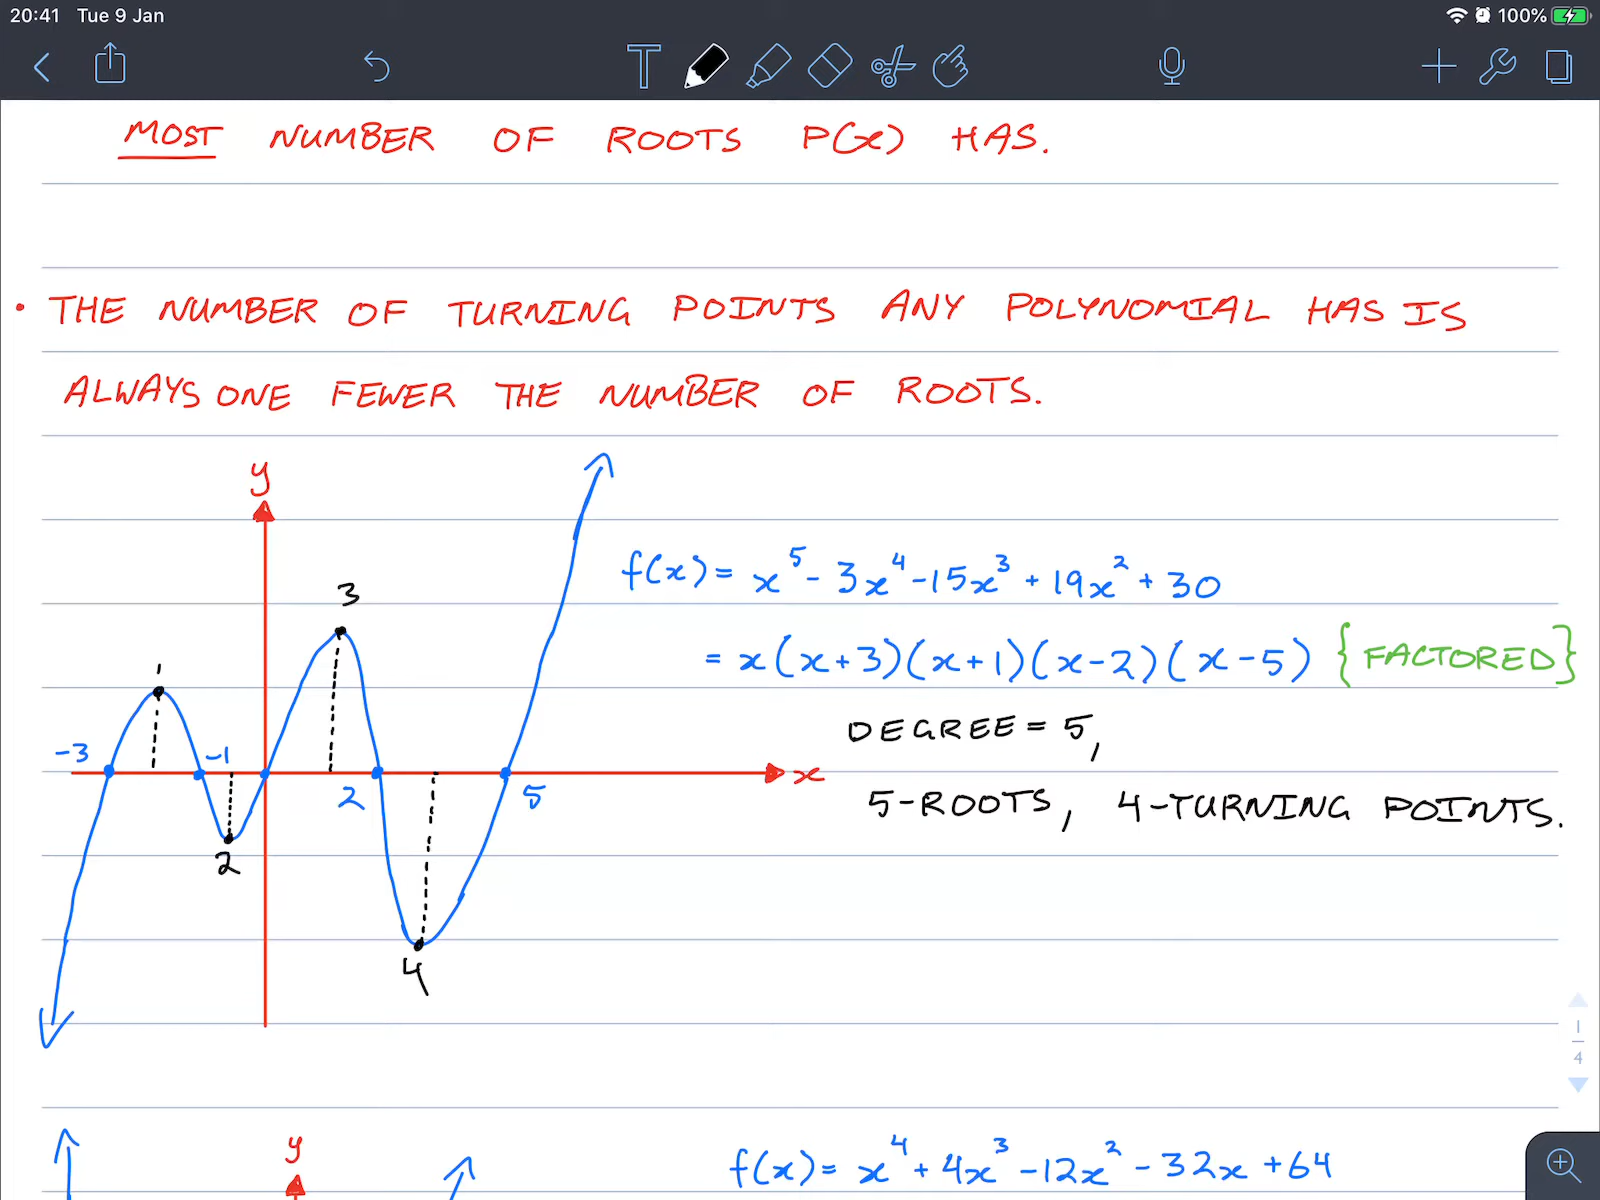 20:41 Tue 9 Jan 100%
T
MOST NUMBER OF ROOTS P(x) HAS.
• THE NUMBER OF TURNING POINTS ANY POLYNOMIAL HAS IS
ALWAYS ONE FEWER THE NUMBER OF ROOTS.
y
f(x) = x⁵ - 3x⁴ - 15x³ + 19x² + 30
3
= x(x+3)(x+1)(x-2)(x-5) {FACTORED}
1
DEGREE = 5,
-3 -1 x
2 5
5-ROOTS, 4-TURNING POINTS.
2
4
1
4
y
f(x) = x⁴ + 4x³ - 12x² - 32x + 64